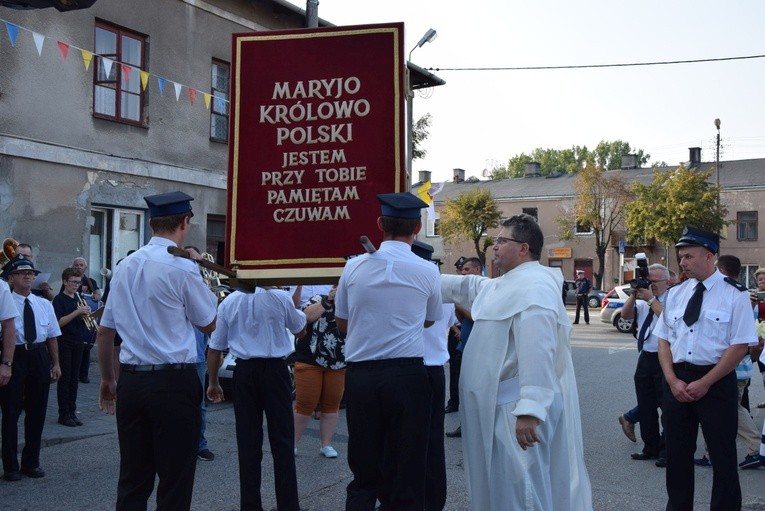 MARYJO
KRÓLOWO
POLSKI
JESTEM
PRZY TOBIE
PAMIĘTAM
CZUWAM